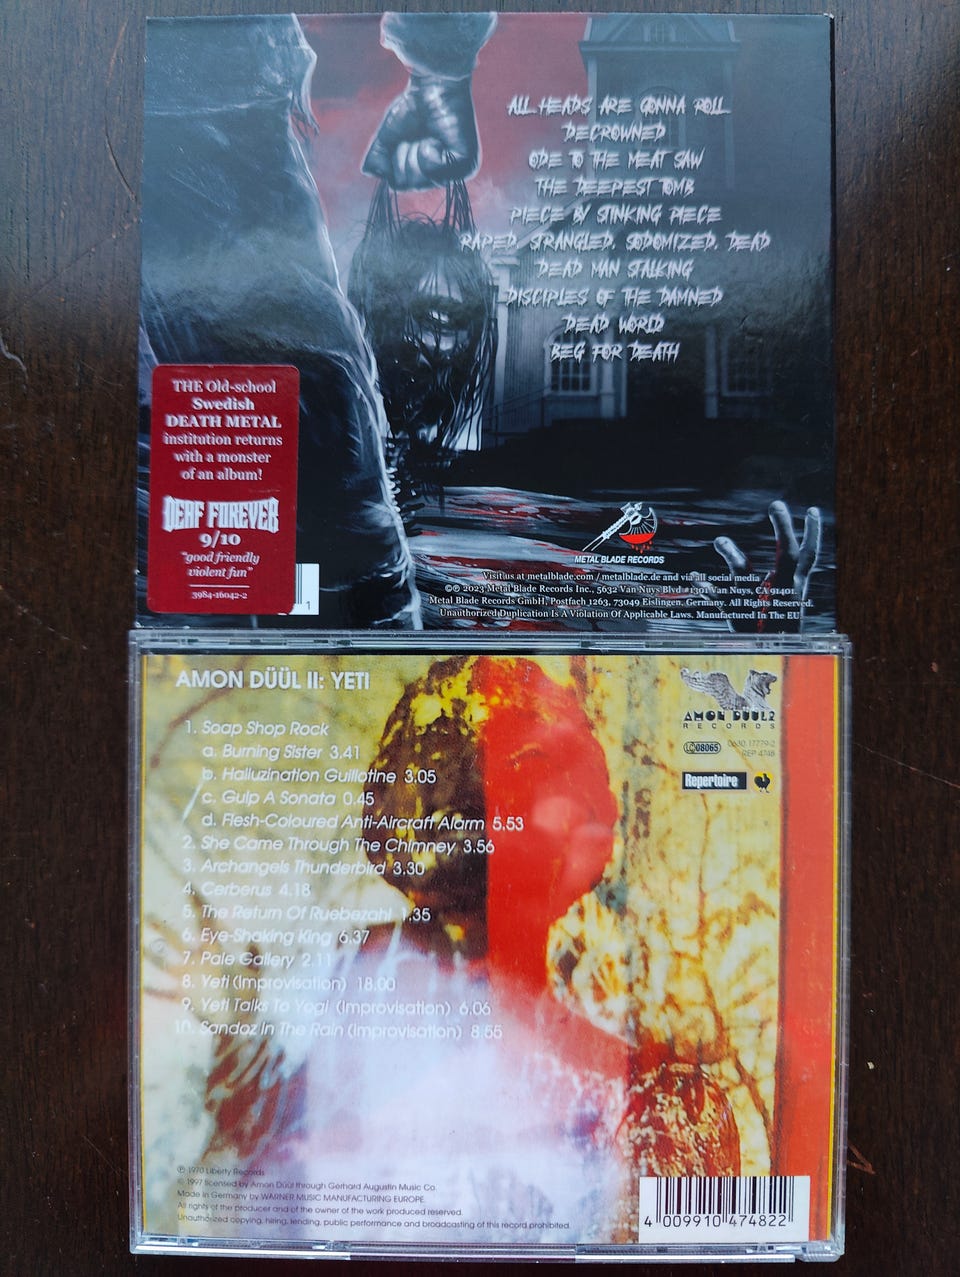 ALL HEADS ARE GONNA ROLL
DECROWNED
ODE TO THE MEAT SAW
THE DEEPEST TOMB
PIECE BY STINKING PIECE
RAPED, STRANGLED, SODOMIZED, DEAD
DEAD MAN STALKING
DISCIPLES OF THE DAMNED
DEAD WORLD
BEG FOR DEATH
THE Old-school
Swedish
DEATH METAL
institution returns
with a monster
of an album!
DEAF FOREVER
9/10
"good friendly
violent fun"
3984-16042-2
1
METAL BLADE RECORDS
Visit us at metalblade.com / metalblade.de and via all social media
©℗ 2023 Metal Blade Records Inc., 5632 Van Nuys Blvd #1301 Van Nuys, CA 91401.
Metal Blade Records GmbH, Postfach 1263, 73049 Eislingen, Germany. All Rights Reserved.
Unauthorized Duplication Is A Violation Of Applicable Laws. Manufactured In The EU
AMON DÜÜL II: YETI
1. Soap Shop Rock
a. Burning Sister 3.41
b. Halluzination Guillotine 3.05
c. Gulp A Sonata 0.45
d. Flesh-Coloured Anti-Aircraft Alarm 5.53
2. She Came Through The Chimney 3.56
3. Archangels Thunderbird 3.30
4. Cerberus 4.18
5. The Return Of Ruebezahl 1.35
6. Eye-Shaking King 6.37
7. Pale Gallery 2.11
8. Yeti (Improvisation) 18.00
9. Yeti Talks To Yogi (Improvisation) 6.06
10. Sandoz In The Rain (Improvisation) 8.55
AMON DÜÜL 2
RECORDS
LC 08065
0630 17779-2
REP 4748
Repertoire
℗ 1970 Liberty Records
© 1997 licensed by Amon Düül through Gerhard Augustin Music Co.
Made in Germany by WARNER MUSIC MANUFACTURING EUROPE.
All rights of the producer and of the owner of the work produced reserved.
Unauthorized copying, hiring, lending, public performance and broadcasting of this record prohibited.
4 009910 474822